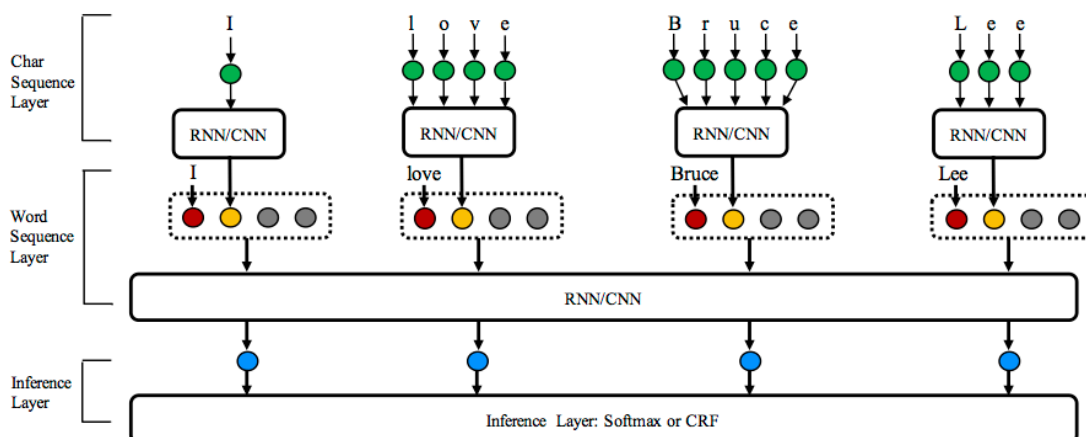 I l o v e B r u c e L e e
Char
Sequence
Layer
RNN/CNN RNN/CNN RNN/CNN RNN/CNN
I love Bruce Lee
Word
Sequence
Layer
RNN/CNN
Inference
Layer
Inference Layer: Softmax or CRF